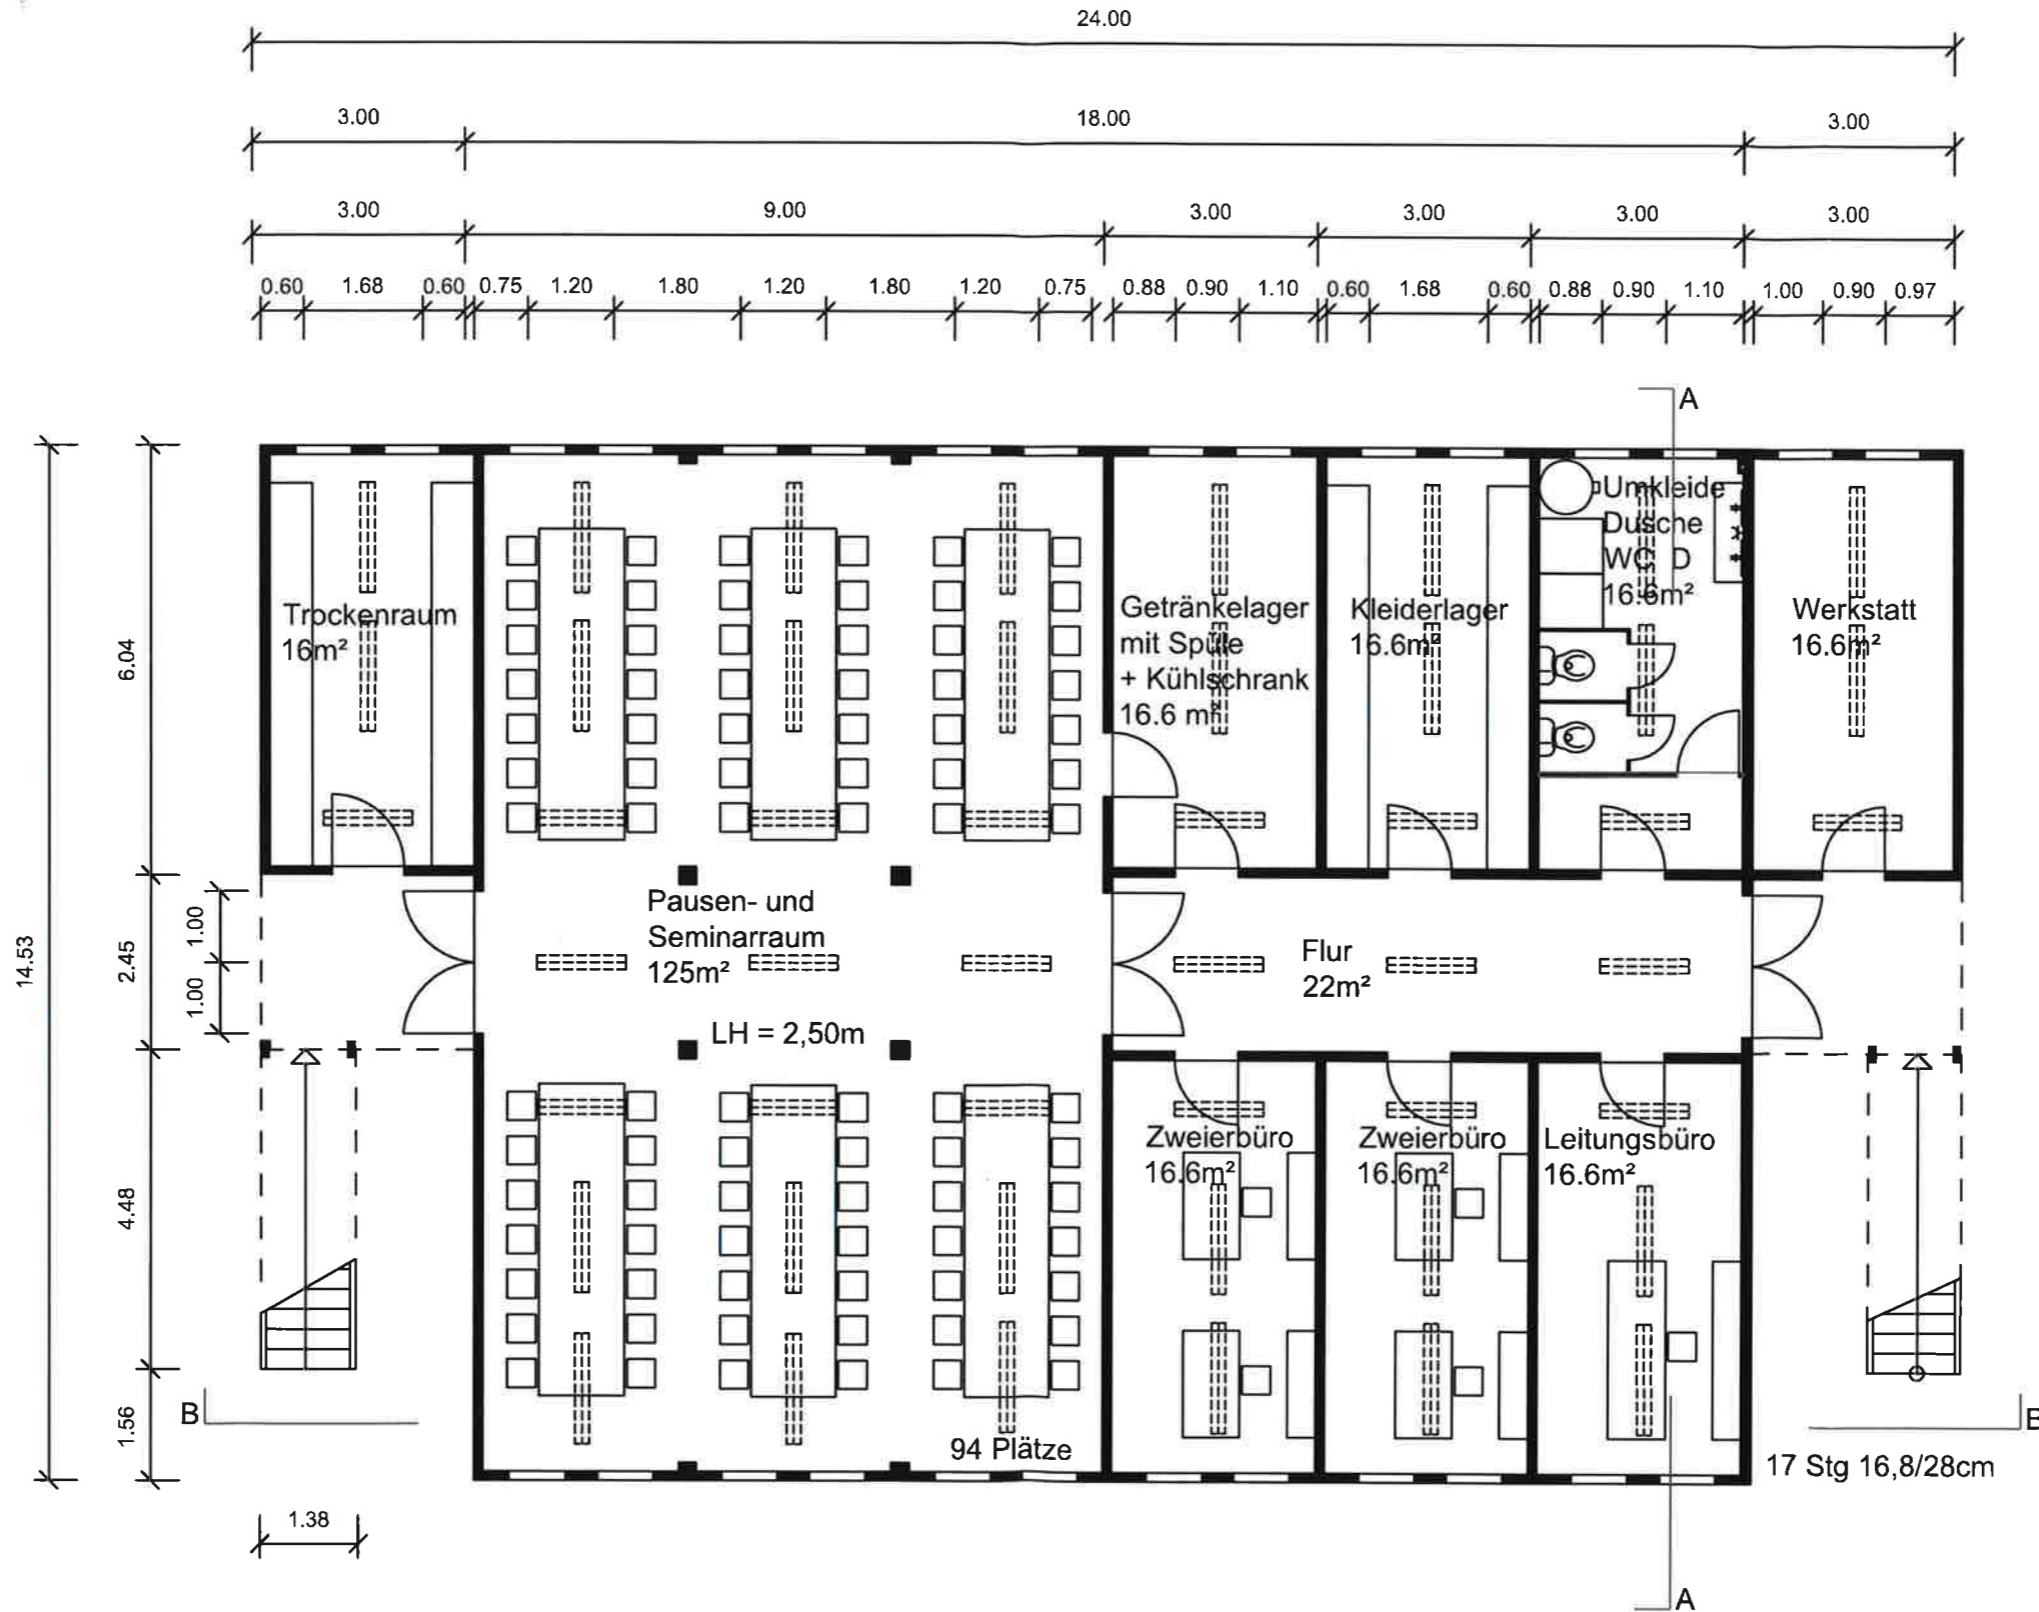 24.00
3.00
18.00
3.00
3.00
9.00
3.00
3.00
3.00
3.00
0.60
1.68
0.60
0.75
1.20
1.80
1.20
1.80
1.20
0.75
0.88
0.90
1.10
0.60
1.68
0.60
0.88
0.90
1.10
1.00
0.90
0.97
A
14.53
6.04
2.45
4.48
1.56
1.00
1.00
Trockenraum
16m²
Getränkelager
mit Spüle
+ Kühlschrank
16.6 m²
Kleiderlager
16.6m²
Umkleide
Dusche
WC D
16.6m²
Werkstatt
16.6m²
Pausen- und
Seminarraum
125m²
LH = 2,50m
Flur
22m²
Zweierbüro
16.6m²
Zweierbüro
16.6m²
Leitungsbüro
16.6m²
94 Plätze
B
B
17 Stg 16,8/28cm
1.38
A